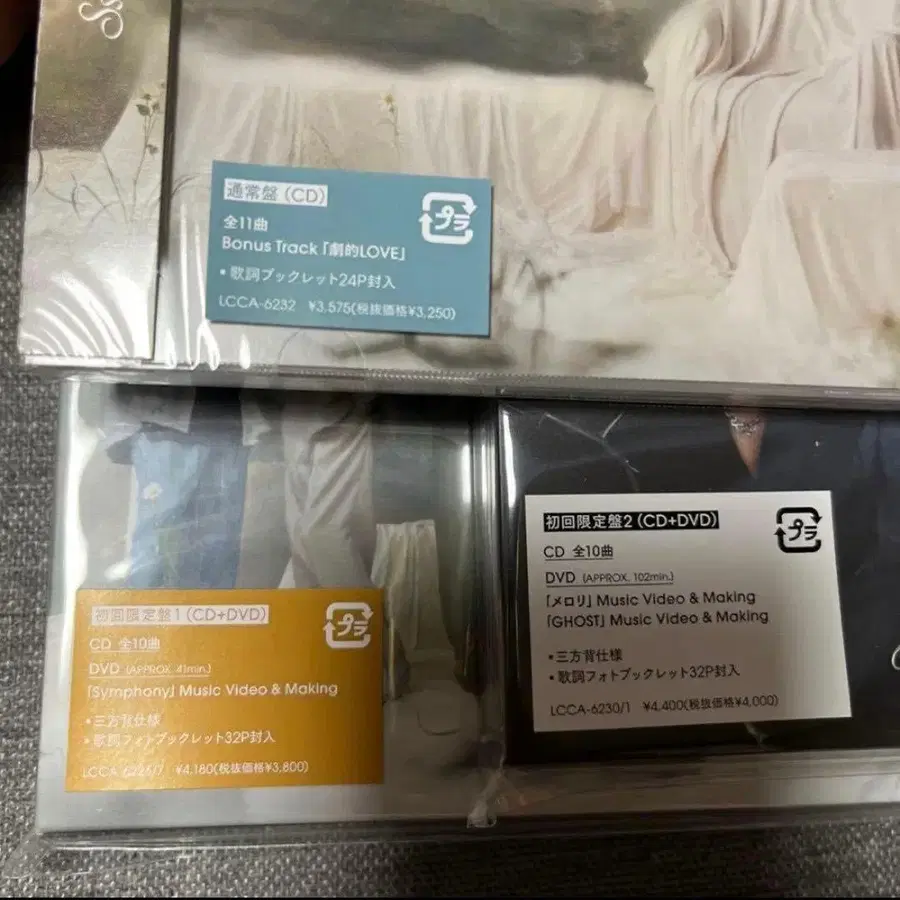 通常盤(CD)
プラ
全11曲
Bonus Track「劇的LOVE」
・歌詞ブックレット24P封入
LCCA-6232 ¥3,575(税抜価格¥3,250)
初回限定盤1(CD+DVD)
プラ
CD 全10曲
DVD (APPROX. 41min.)
「Symphony」Music Video & Making
・三方背仕様
・歌詞フォトブックレット32P封入
¥4,180(税抜価格¥3,800)
初回限定盤2(CD+DVD)
プラ
CD 全10曲
DVD (APPROX. 102min.)
「メロリ」Music Video & Making
「GHOST」Music Video & Making
・三方背仕様
・歌詞フォトブックレット32P封入
LCCA-6230/1 ¥4,400(税抜価格¥4,000)